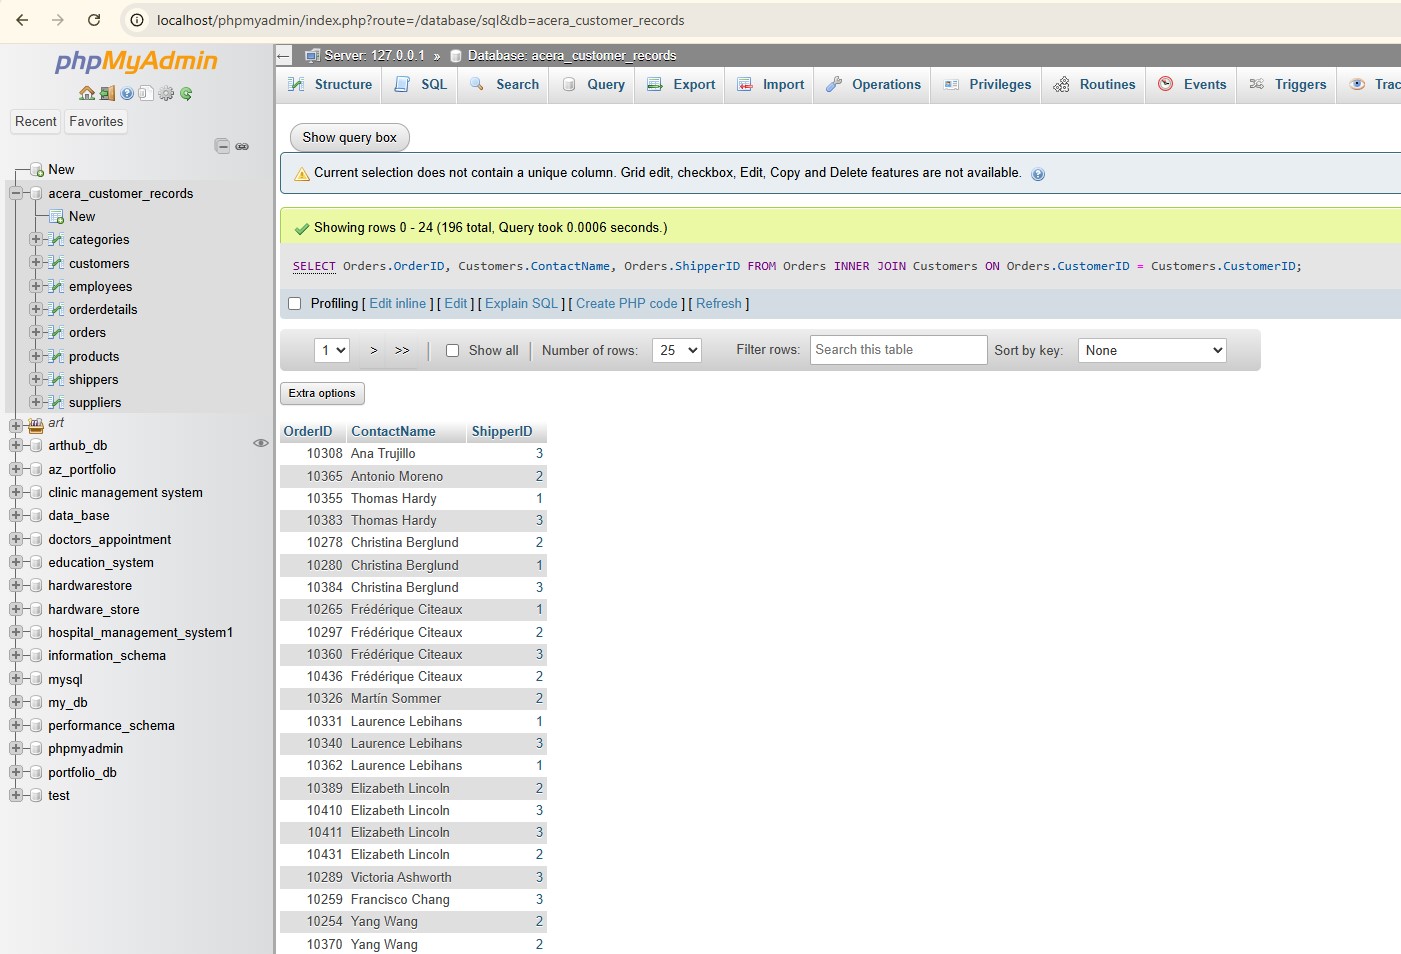 localhost/phpmyadmin/index.php?route=/database/sql&db=acera_customer_records
phpMyAdmin
Recent Favorites
New
acera_customer_records
New
categories
customers
employees
orderdetails
orders
products
shippers
suppliers
art
arthub_db
az_portfolio
clinic management system
data_base
doctors_appointment
education_system
hardwarestore
hardware_store
hospital_management_system1
information_schema
mysql
my_db
performance_schema
phpmyadmin
portfolio_db
test
Server: 127.0.0.1 » Database: acera_customer_records
Structure SQL Search Query Export Import Operations Privileges Routines Events Triggers Trac
Show query box
Current selection does not contain a unique column. Grid edit, checkbox, Edit, Copy and Delete features are not available.
Showing rows 0 - 24 (196 total, Query took 0.0006 seconds.)
SELECT Orders.OrderID, Customers.ContactName, Orders.ShipperID FROM Orders INNER JOIN Customers ON Orders.CustomerID = Customers.CustomerID;
Profiling [ Edit inline ] [ Edit ] [ Explain SQL ] [ Create PHP code ] [ Refresh ]
1 > >> | Show all | Number of rows: 25 Filter rows: Search this table Sort by key: None
Extra options
OrderID ContactName ShipperID
10308 Ana Trujillo 3
10365 Antonio Moreno 2
10355 Thomas Hardy 1
10383 Thomas Hardy 3
10278 Christina Berglund 2
10280 Christina Berglund 1
10384 Christina Berglund 3
10265 Frédérique Citeaux 1
10297 Frédérique Citeaux 2
10360 Frédérique Citeaux 3
10436 Frédérique Citeaux 2
10326 Martín Sommer 2
10331 Laurence Lebihans 1
10340 Laurence Lebihans 3
10362 Laurence Lebihans 1
10389 Elizabeth Lincoln 2
10410 Elizabeth Lincoln 3
10411 Elizabeth Lincoln 3
10431 Elizabeth Lincoln 2
10289 Victoria Ashworth 3
10259 Francisco Chang 3
10254 Yang Wang 2
10370 Yang Wang 2